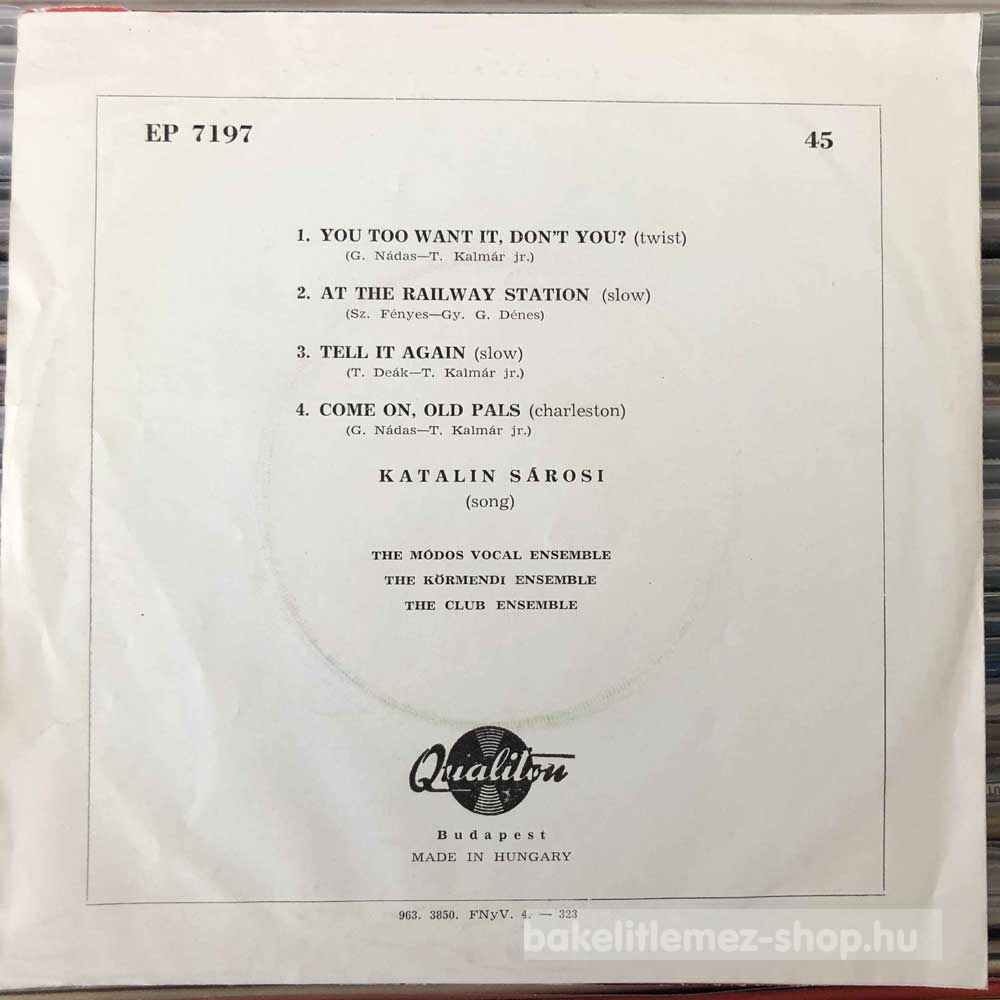 EP 7197
45
1. YOU TOO WANT IT, DON'T YOU? (twist)
(G. Nádas—T. Kalmár jr.)
2. AT THE RAILWAY STATION (slow)
(Sz. Fényes—Gy. G. Dénes)
3. TELL IT AGAIN (slow)
(T. Deák—T. Kalmár jr.)
4. COME ON, OLD PALS (charleston)
(G. Nádas—T. Kalmár jr.)
KATALIN SÁROSI
(song)
THE MÓDOS VOCAL ENSEMBLE
THE KÖRMENDI ENSEMBLE
THE CLUB ENSEMBLE
Qualiton
Budapest
MADE IN HUNGARY
963. 3850. FNyV. 4. — 323
bakelitlemez-shop.hu